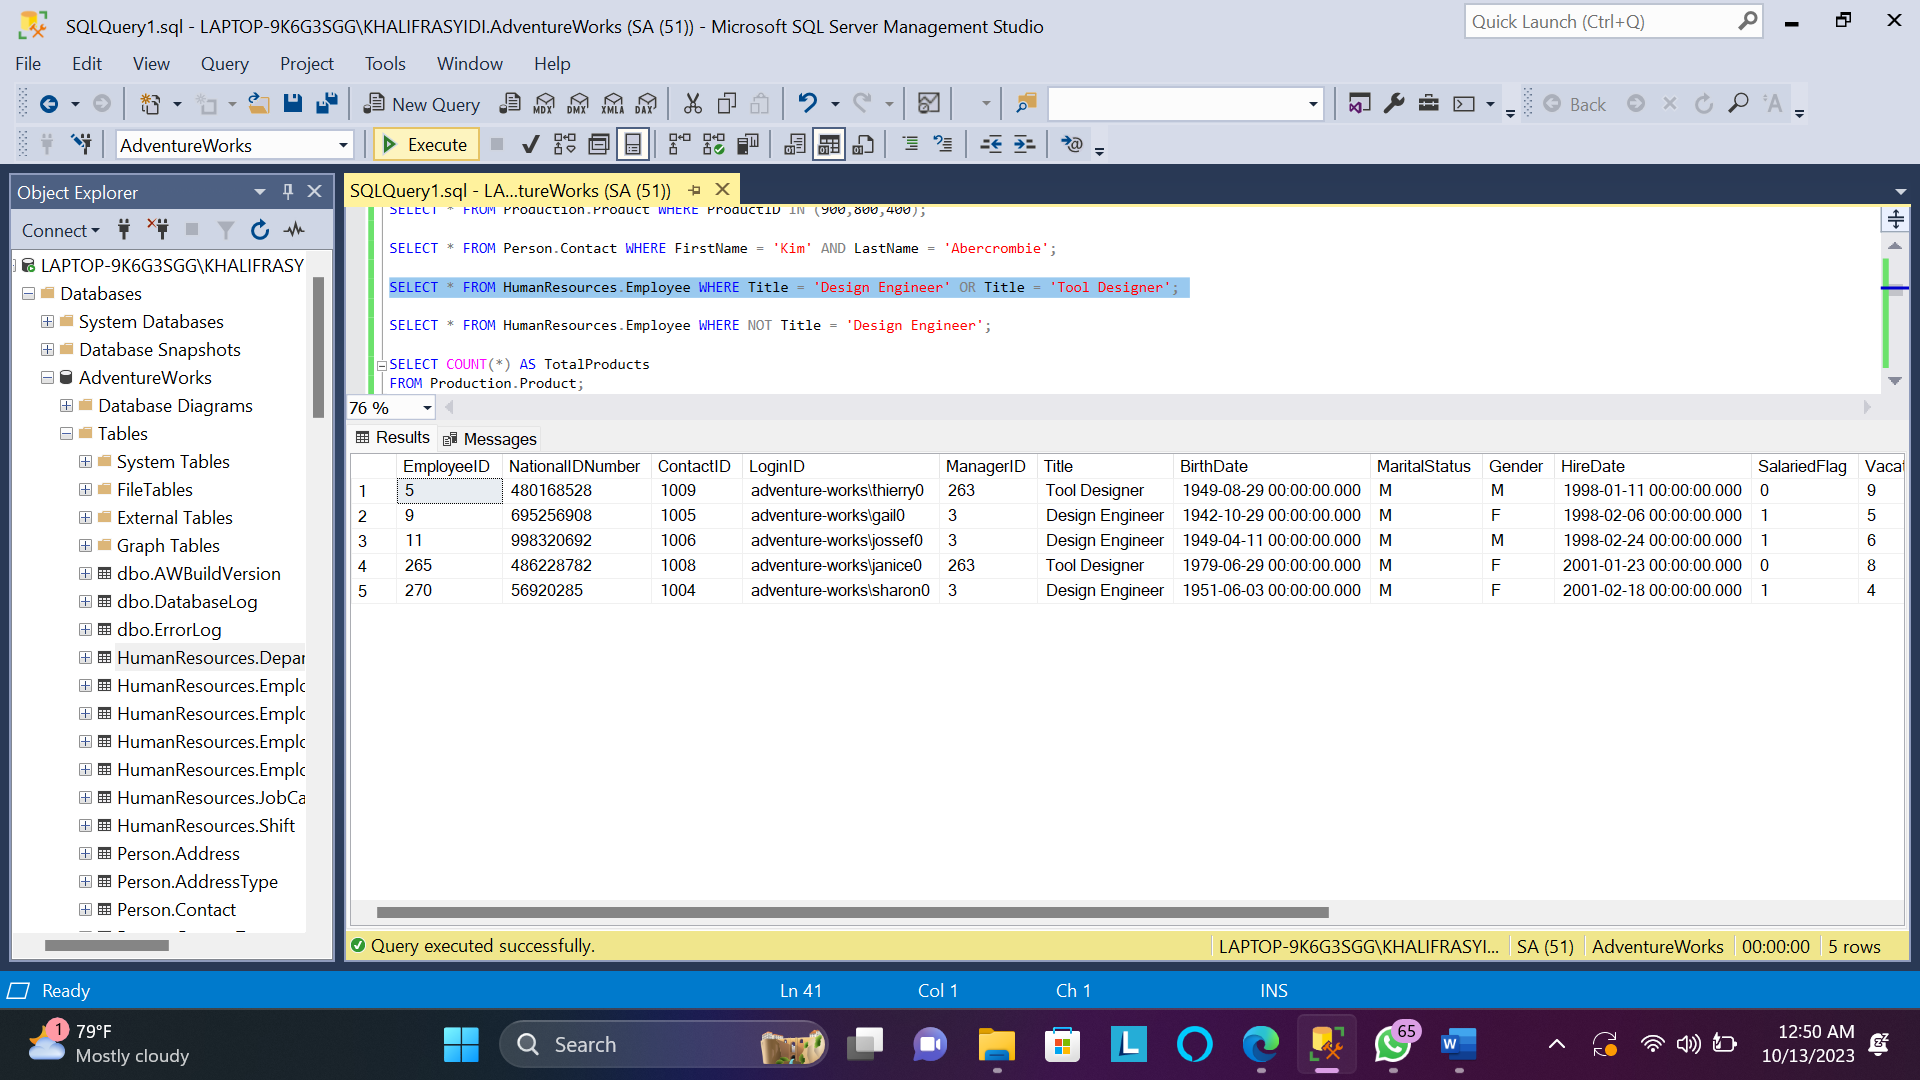 SQLQuery1.sql - LAPTOP-9K6G3SGG\KHALIFRASYIDI.AdventureWorks (SA (51)) - Microsoft SQL Server Management Studio
Quick Launch (Ctrl+Q)
File Edit View Query Project Tools Window Help
New Query MDX DMX XMLA DAX Back
AdventureWorks Execute
Object Explorer
Connect
LAPTOP-9K6G3SGG\KHALIFRASY
Databases
System Databases
Database Snapshots
AdventureWorks
Database Diagrams
Tables
System Tables
FileTables
External Tables
Graph Tables
dbo.AWBuildVersion
dbo.DatabaseLog
dbo.ErrorLog
HumanResources.Depar
HumanResources.Emplo
HumanResources.Emplo
HumanResources.Emplo
HumanResources.Emplo
HumanResources.JobCa
HumanResources.Shift
Person.Address
Person.AddressType
Person.Contact
SQLQuery1.sql - LA...tureWorks (SA (51))
SELECT * FROM Production.Product WHERE ProductID IN (900,800,400);
SELECT * FROM Person.Contact WHERE FirstName = 'Kim' AND LastName = 'Abercrombie';
SELECT * FROM HumanResources.Employee WHERE Title = 'Design Engineer' OR Title = 'Tool Designer';
SELECT * FROM HumanResources.Employee WHERE NOT Title = 'Design Engineer';
SELECT COUNT(*) AS TotalProducts
FROM Production.Product;
76 %
Results Messages
EmployeeID NationalIDNumber ContactID LoginID ManagerID Title BirthDate MaritalStatus Gender HireDate SalariedFlag Vacat
1 5 480168528 1009 adventure-works\thierry0 263 Tool Designer 1949-08-29 00:00:00.000 M M 1998-01-11 00:00:00.000 0 9
2 9 695256908 1005 adventure-works\gail0 3 Design Engineer 1942-10-29 00:00:00.000 M F 1998-02-06 00:00:00.000 1 5
3 11 998320692 1006 adventure-works\jossef0 3 Design Engineer 1949-04-11 00:00:00.000 M M 1998-02-24 00:00:00.000 1 6
4 265 486228782 1008 adventure-works\janice0 263 Tool Designer 1979-06-29 00:00:00.000 M F 2001-01-23 00:00:00.000 0 8
5 270 56920285 1004 adventure-works\sharon0 3 Design Engineer 1951-06-03 00:00:00.000 M F 2001-02-18 00:00:00.000 1 4
Query executed successfully. LAPTOP-9K6G3SGG\KHALIFRASYI... SA (51) AdventureWorks 00:00:00 5 rows
Ready Ln 41 Col 1 Ch 1 INS
1 79°F
Mostly cloudy
Search
L
65
W
12:50 AM
10/13/2023